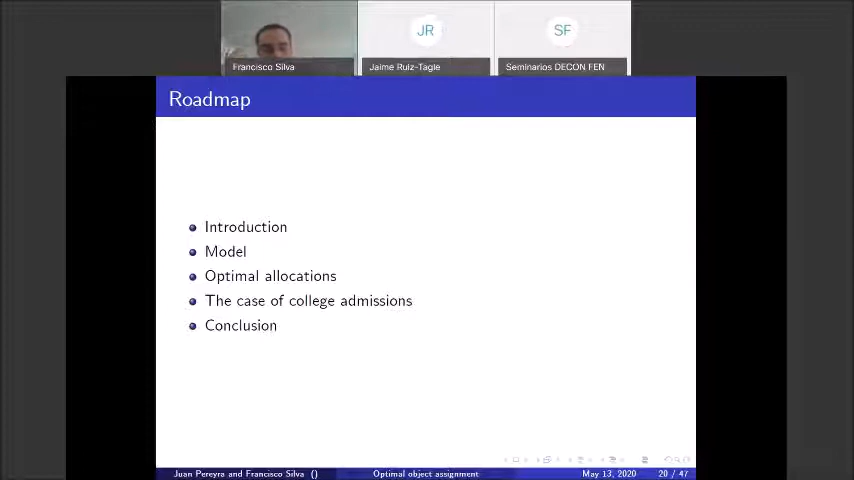 JR
SF
Francisco Silva
Jaime Ruiz-Tagle
Seminarios DECON FEN
Roadmap
Introduction
Model
Optimal allocations
The case of college admissions
Conclusion
Juan Pereyra and Francisco Silva ()
Optimal object assignment
May 13, 2020
20 / 47